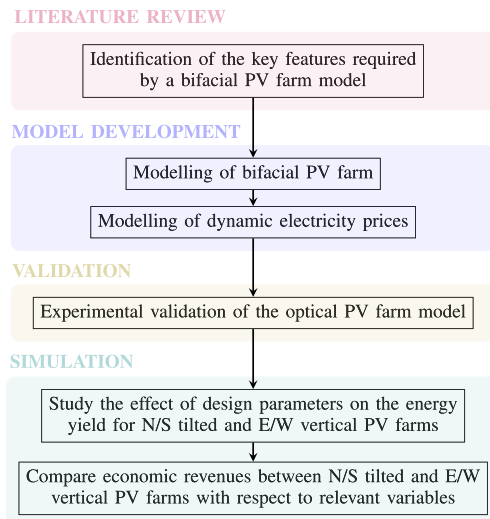 LITERATURE REVIEW
Identification of the key features required
by a bifacial PV farm model
MODEL DEVELOPMENT
Modelling of bifacial PV farm
Modelling of dynamic electricity prices
VALIDATION
Experimental validation of the optical PV farm model
SIMULATION
Study the effect of design parameters on the energy
yield for N/S tilted and E/W vertical PV farms
Compare economic revenues between N/S tilted and E/W
vertical PV farms with respect to relevant variables